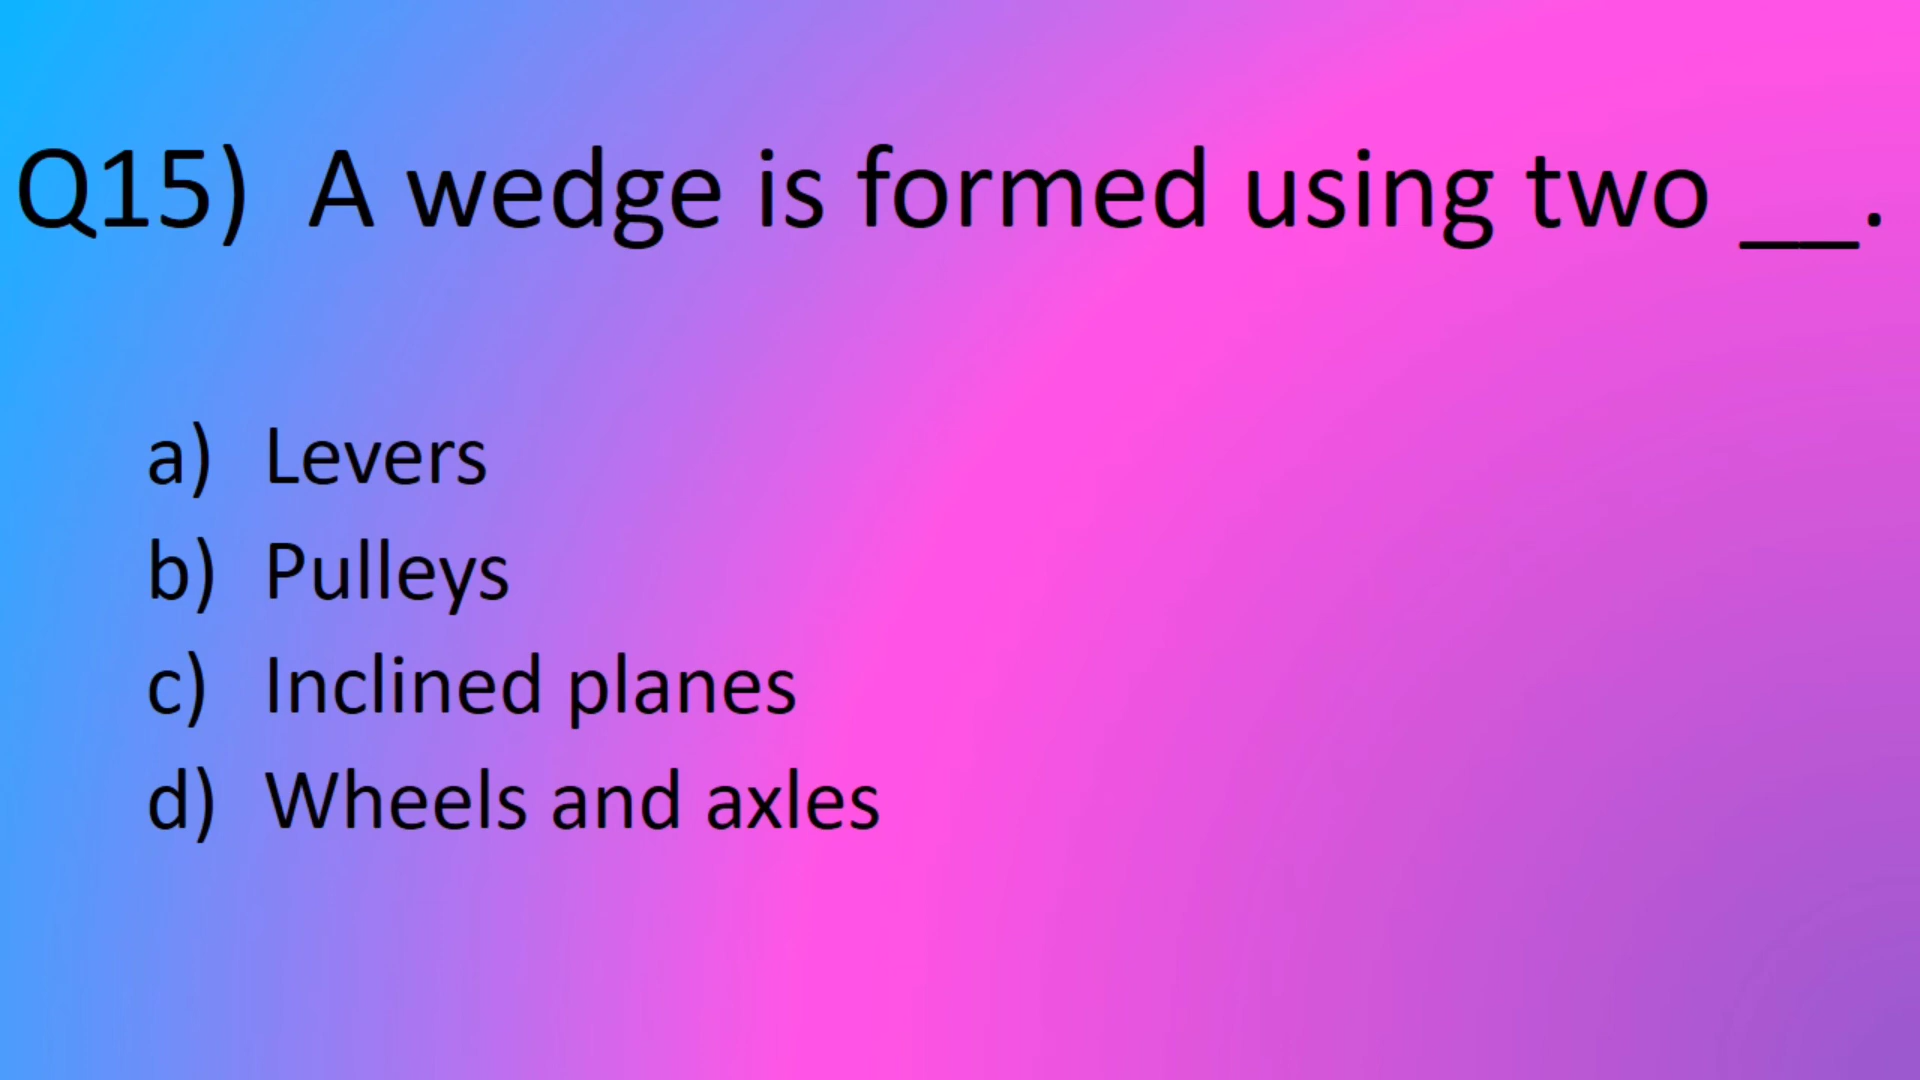 Q15) A wedge is formed using two __.
a) Levers
b) Pulleys
c) Inclined planes
d) Wheels and axles